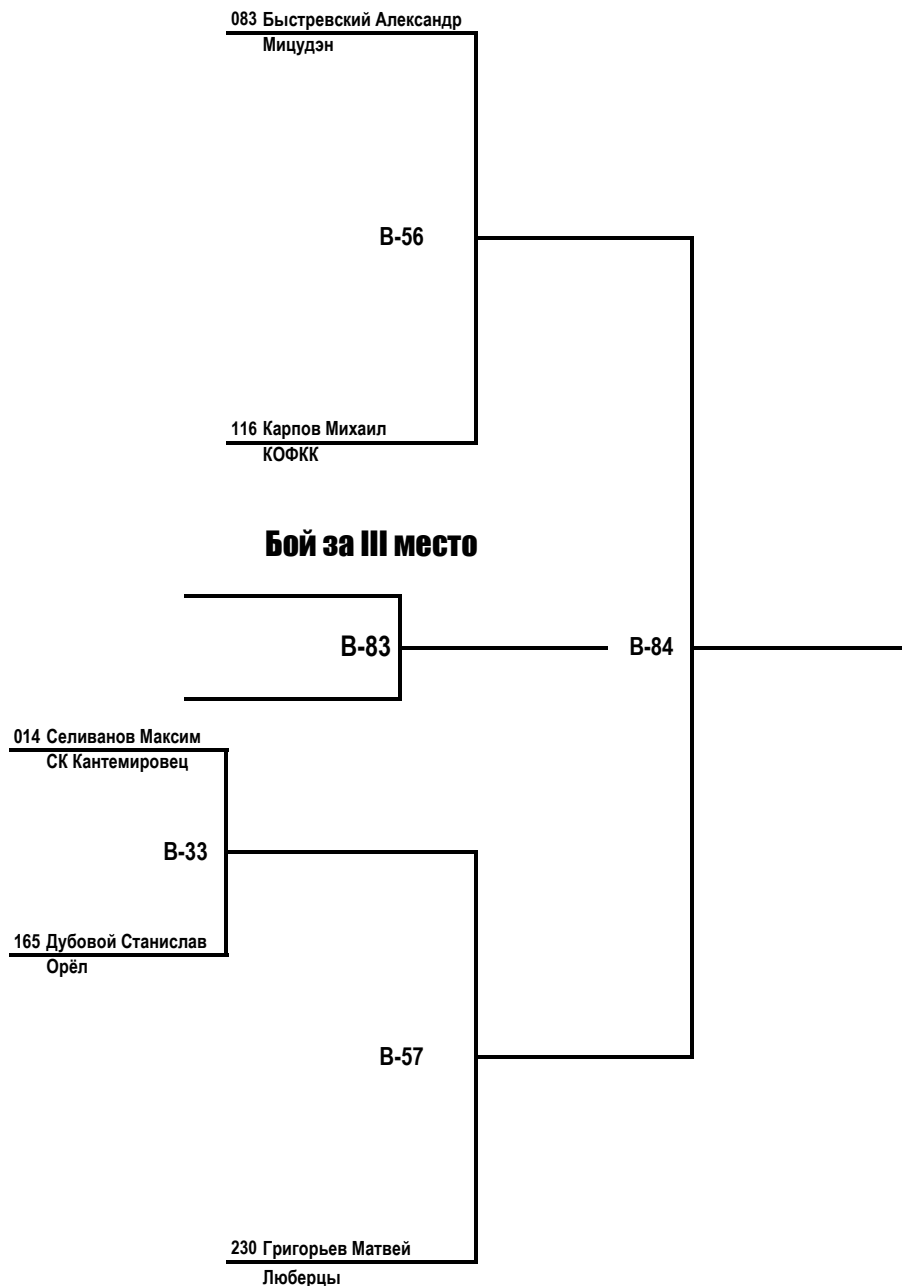 083 Быстревский Александр
Мицудэн
В-56
116 Карпов Михаил
КОФКК
Бой за III место
В-83
В-84
014 Селиванов Максим
СК Кантемировец
В-33
165 Дубовой Станислав
Орёл
В-57
230 Григорьев Матвей
Люберцы